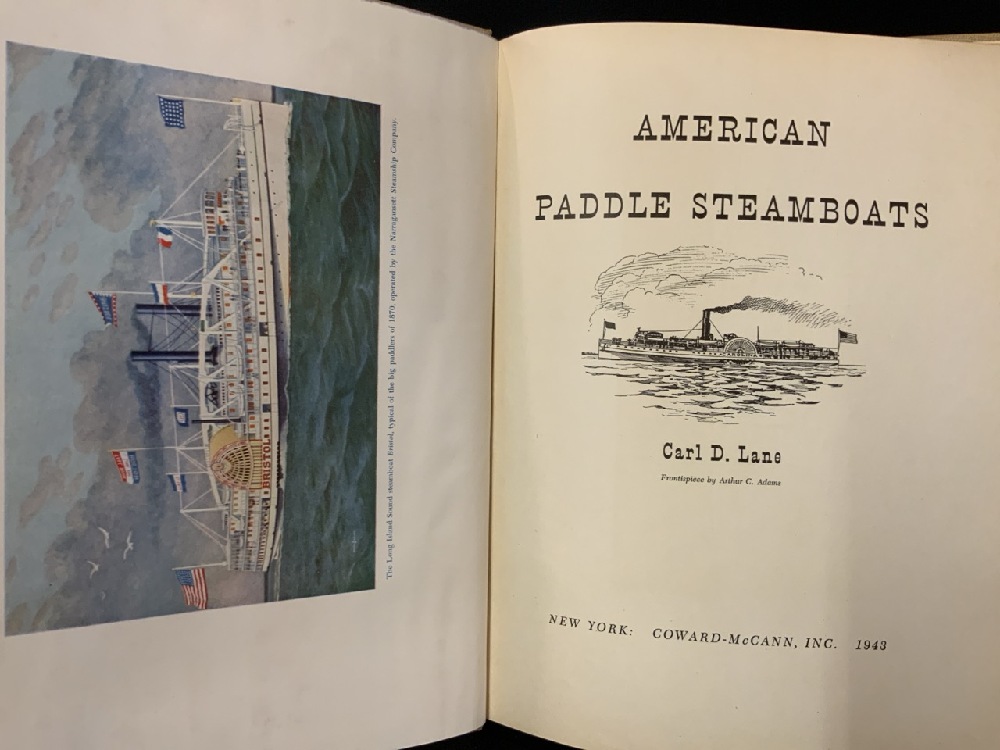 BRISTOL
The Long Island Sound steamboat Bristol, typical of the big paddlers of 1870, operated by the Narragansett Steamship Company.
AMERICAN
PADDLE STEAMBOATS
Carl D. Lane
Frontispiece by Arthur C. Adams
NEW YORK: COWARD-McCANN, INC. 1943